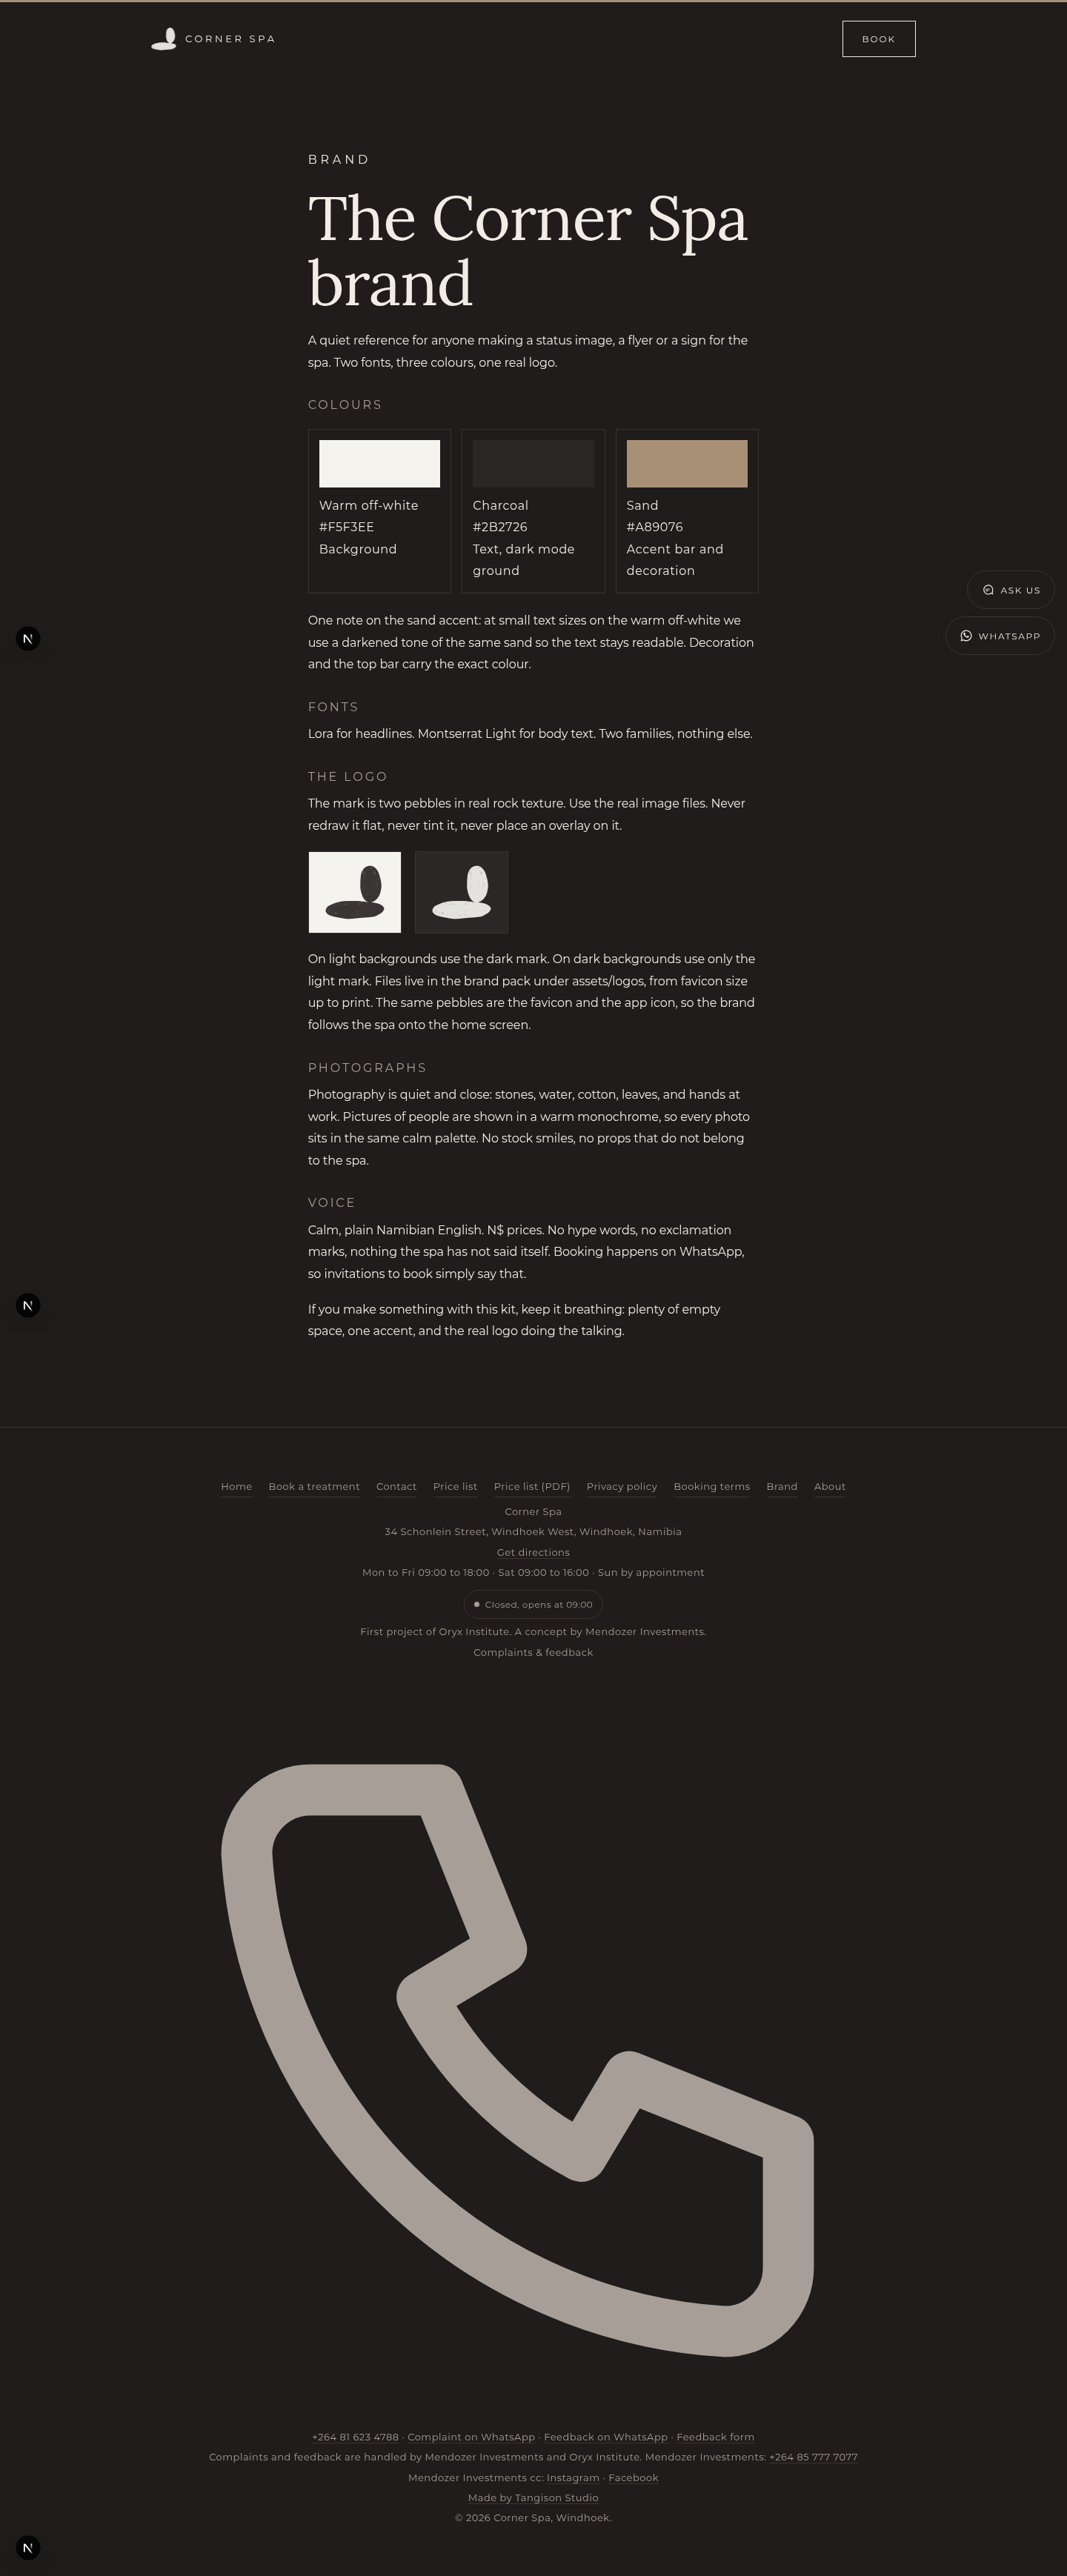 CORNER SPA
BOOK
BRAND
The Corner Spa
brand
A quiet reference for anyone making a status image, a flyer or a sign for the
spa. Two fonts, three colours, one real logo.
COLOURS
Warm off-white
#F5F3EE
Background
Charcoal
#2B2726
Text, dark mode
ground
Sand
#A89076
Accent bar and
decoration
ASK US
WHATSAPP
One note on the sand accent: at small text sizes on the warm off-white we
use a darkened tone of the same sand so the text stays readable. Decoration
and the top bar carry the exact colour.
N
FONTS
Lora for headlines. Montserrat Light for body text. Two families, nothing else.
THE LOGO
The mark is two pebbles in real rock texture. Use the real image files. Never
redraw it flat, never tint it, never place an overlay on it.
On light backgrounds use the dark mark. On dark backgrounds use only the
light mark. Files live in the brand pack under assets/logos, from favicon size
up to print. The same pebbles are the favicon and the app icon, so the brand
follows the spa onto the home screen.
PHOTOGRAPHS
Photography is quiet and close: stones, water, cotton, leaves, and hands at
work. Pictures of people are shown in a warm monochrome, so every photo
sits in the same calm palette. No stock smiles, no props that do not belong
to the spa.
VOICE
Calm, plain Namibian English. N$ prices. No hype words, no exclamation
marks, nothing the spa has not said itself. Booking happens on WhatsApp,
so invitations to book simply say that.
N
If you make something with this kit, keep it breathing: plenty of empty
space, one accent, and the real logo doing the talking.
Home Book a treatment Contact Price list Price list (PDF) Privacy policy Booking terms Brand About
Corner Spa
34 Schonlein Street, Windhoek West, Windhoek, Namibia
Get directions
Mon to Fri 09:00 to 18:00 · Sat 09:00 to 16:00 · Sun by appointment
Closed, opens at 09:00
First project of Oryx Institute. A concept by Mendozer Investments.
Complaints & feedback
+264 81 623 4788 · Complaint on WhatsApp · Feedback on WhatsApp · Feedback form
Complaints and feedback are handled by Mendozer Investments and Oryx Institute. Mendozer Investments: +264 85 777 7077
Mendozer Investments cc: Instagram · Facebook
Made by Tangison Studio
© 2026 Corner Spa, Windhoek.
N